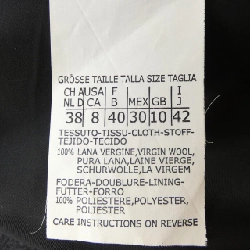 GRÖSSE TAILLE TALLA SIZE TAGLIA
CH A USA F I
NL D CA B MEX GB J
38 8 40 30 10 42
TESSUTO-TISSU-CLOTH-STOFF-
TEJIDO-TECIDO
100% LANA VERGINE,VIRGIN WOOL,
PURA LANA,LAINE VIERGE,
SCHURWOLLE,LA VIRGEM
FODERA-DOUBLURE-LINING-
FUTTER-FORRO
100% POLIESTERE,POLYESTER,
POLIESTER
CARE INSTRUCTIONS ON REVERSE